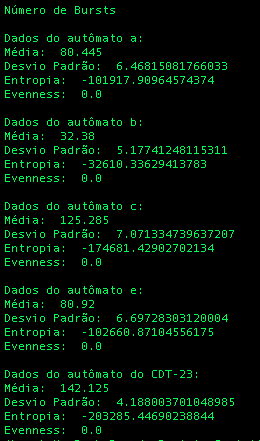 Número de Bursts
Dados do autômato a:
Média:  80.445
Desvio Padrão:  6.46815081766033
Entropia:  -101917.90964574374
Evenness:  0.0
Dados do autômato b:
Média:  32.38
Desvio Padrão:  5.17741248115311
Entropia:  -32610.33629413783
Evenness:  0.0
Dados do autômato c:
Média:  125.285
Desvio Padrão:  7.071334739637207
Entropia:  -174681.42902702134
Evenness:  0.0
Dados do autômato e:
Média:  80.92
Desvio Padrão:  6.69728303120004
Entropia:  -102660.87104556175
Evenness:  0.0
Dados do autômato do CDT-23:
Média:  142.125
Desvio Padrão:  4.188003701048985
Entropia:  -203285.44690238844
Evenness:  0.0